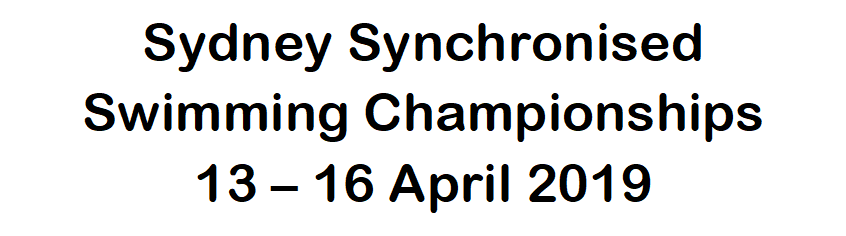 Sydney Synchronised
Swimming Championships
13 – 16 April 2019